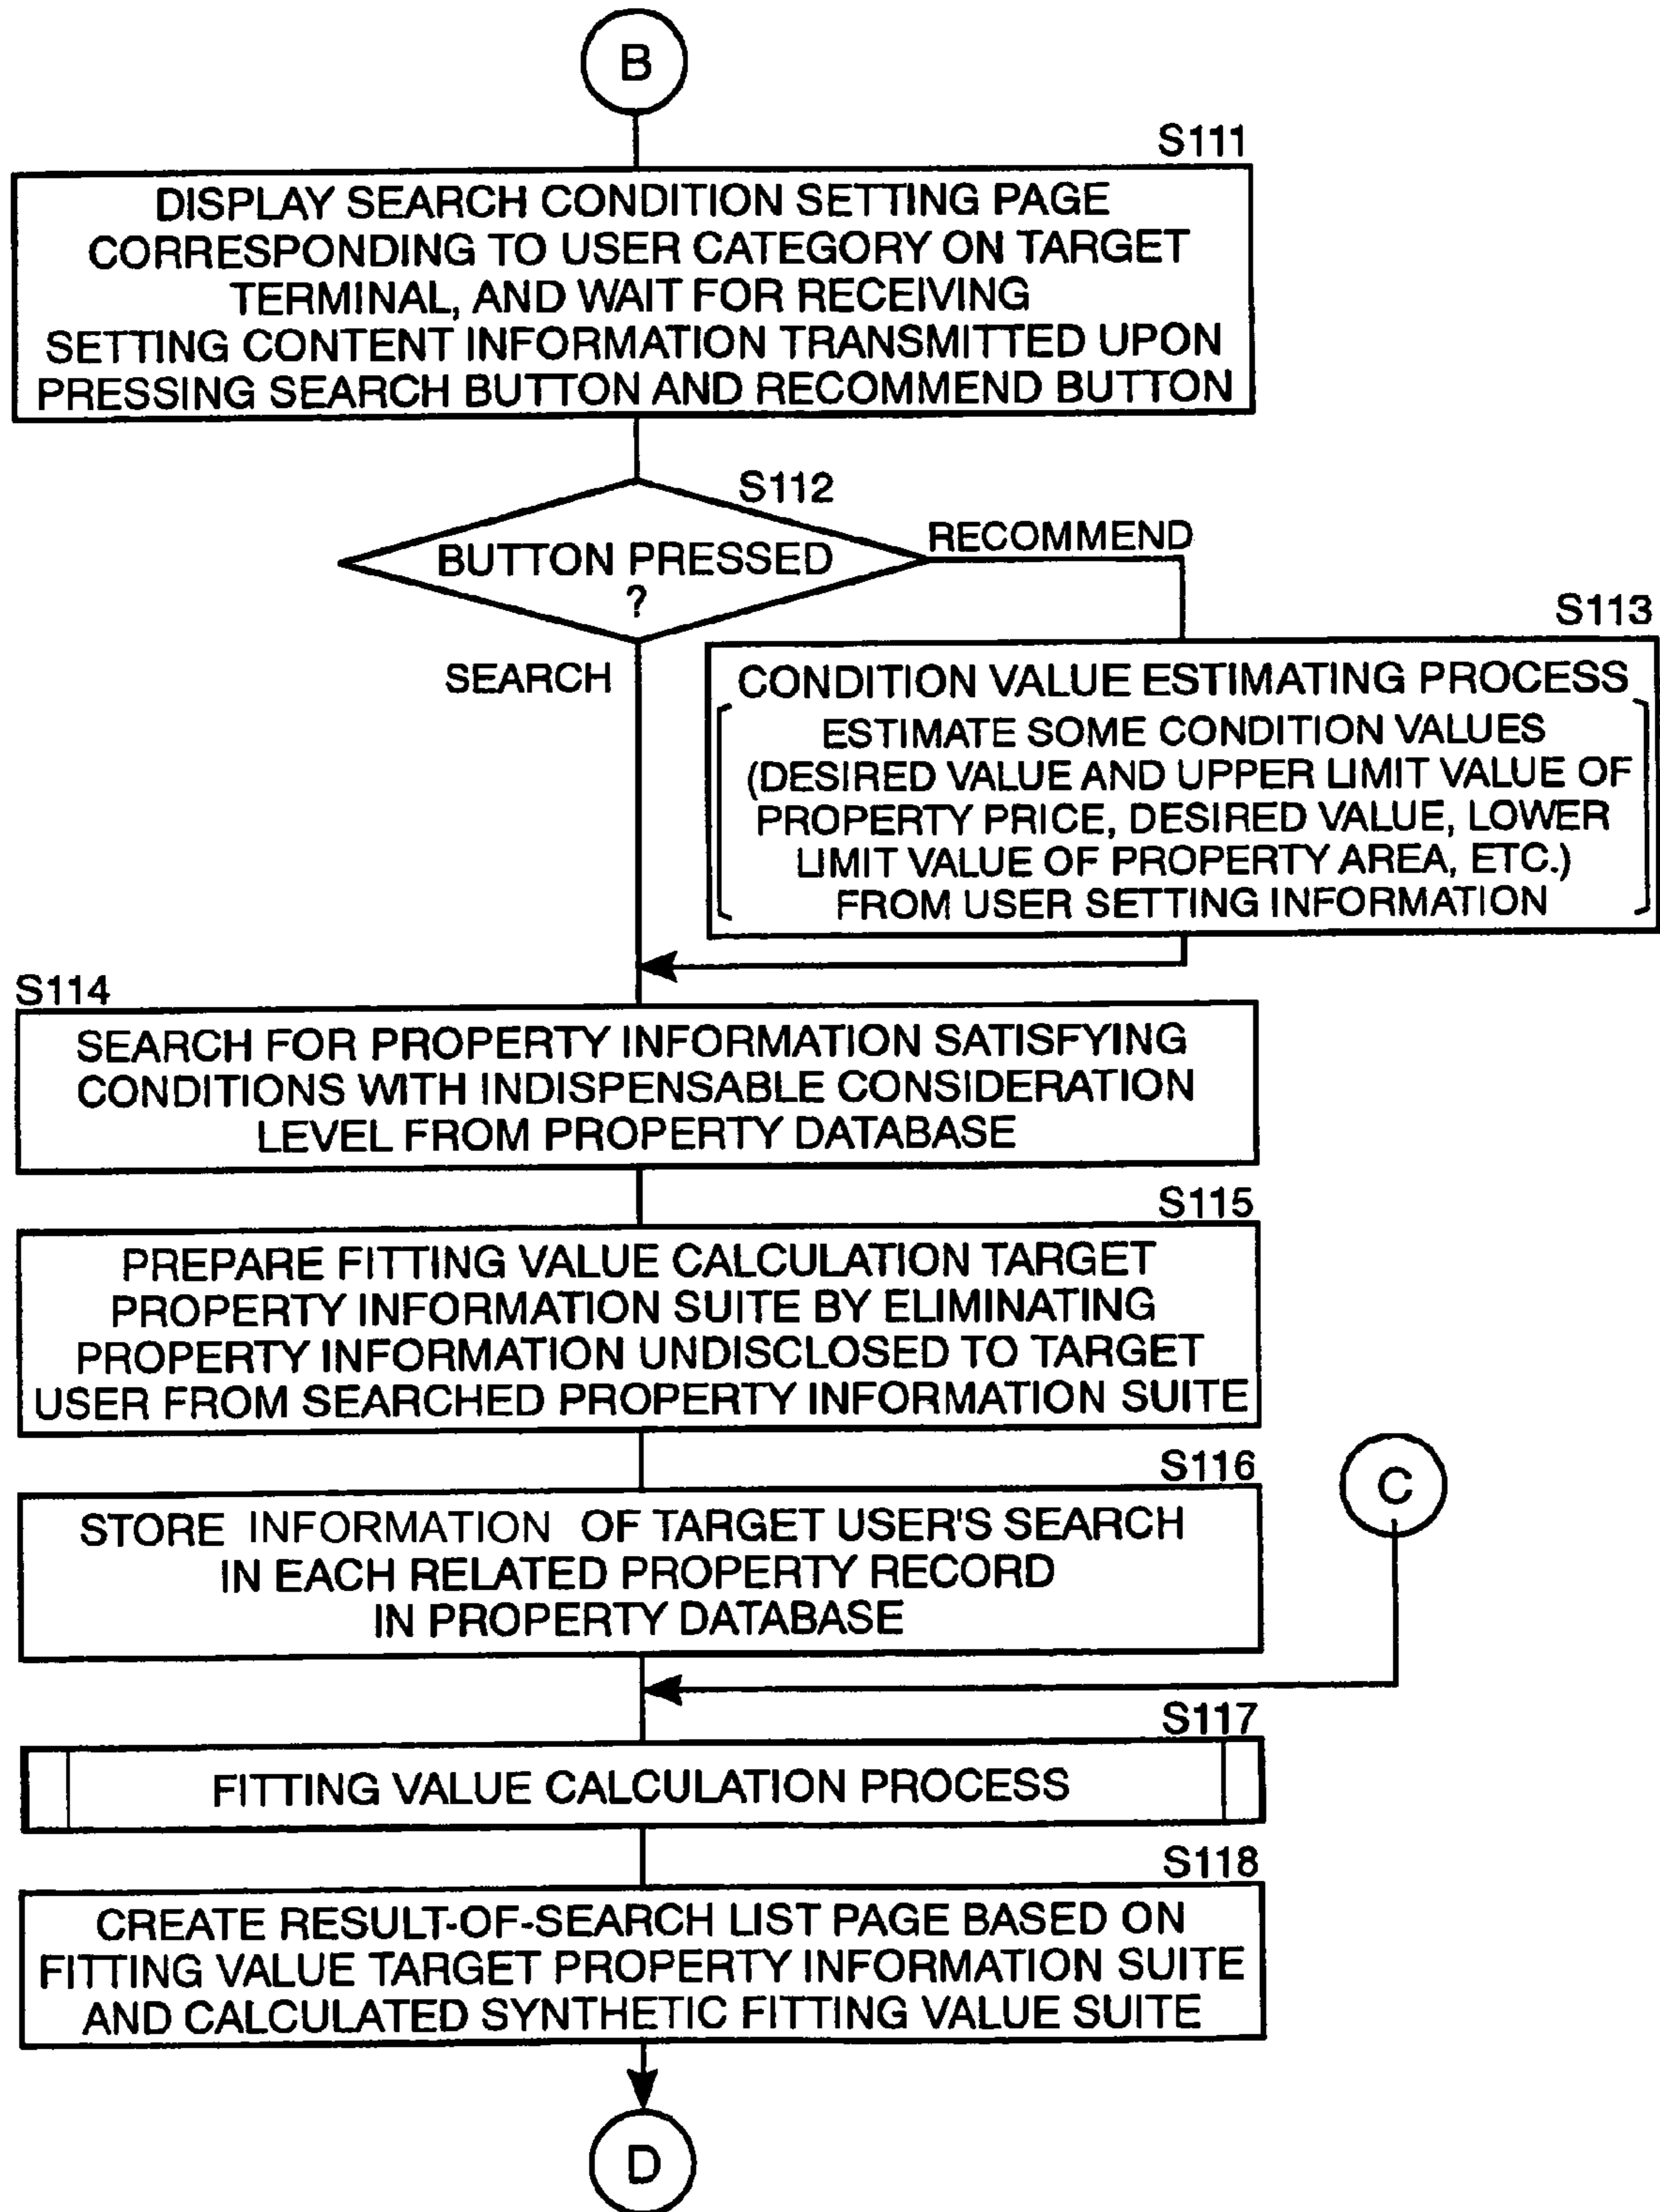 B
S111
DISPLAY SEARCH CONDITION SETTING PAGE
CORRESPONDING TO USER CATEGORY ON TARGET
TERMINAL, AND WAIT FOR RECEIVING
SETTING CONTENT INFORMATION TRANSMITTED UPON
PRESSING SEARCH BUTTON AND RECOMMEND BUTTON
S112
BUTTON PRESSED
?
RECOMMEND
SEARCH
S113
CONDITION VALUE ESTIMATING PROCESS
ESTIMATE SOME CONDITION VALUES
(DESIRED VALUE AND UPPER LIMIT VALUE OF
PROPERTY PRICE, DESIRED VALUE, LOWER
LIMIT VALUE OF PROPERTY AREA, ETC.)
FROM USER SETTING INFORMATION
S114
SEARCH FOR PROPERTY INFORMATION SATISFYING
CONDITIONS WITH INDISPENSABLE CONSIDERATION
LEVEL FROM PROPERTY DATABASE
S115
PREPARE FITTING VALUE CALCULATION TARGET
PROPERTY INFORMATION SUITE BY ELIMINATING
PROPERTY INFORMATION UNDISCLOSED TO TARGET
USER FROM SEARCHED PROPERTY INFORMATION SUITE
S116
STORE INFORMATION OF TARGET USER'S SEARCH
IN EACH RELATED PROPERTY RECORD
IN PROPERTY DATABASE
C
S117
FITTING VALUE CALCULATION PROCESS
S118
CREATE RESULT-OF-SEARCH LIST PAGE BASED ON
FITTING VALUE TARGET PROPERTY INFORMATION SUITE
AND CALCULATED SYNTHETIC FITTING VALUE SUITE
D